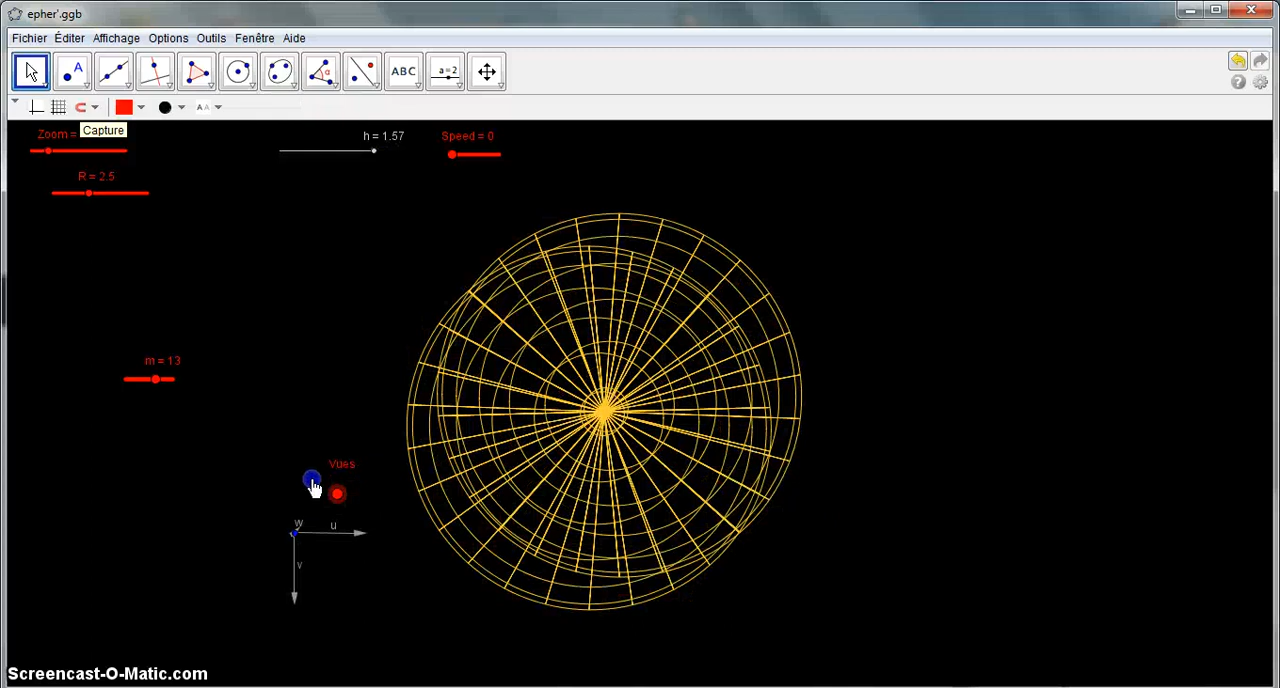 epher'.ggb
Fichier Éditer Affichage Options Outils Fenêtre Aide
A ABC a=2
A A
Zoom = Capture h = 1.57 Speed = 0
R = 2.5
m = 13
Vues
w u
v
Screencast-O-Matic.com